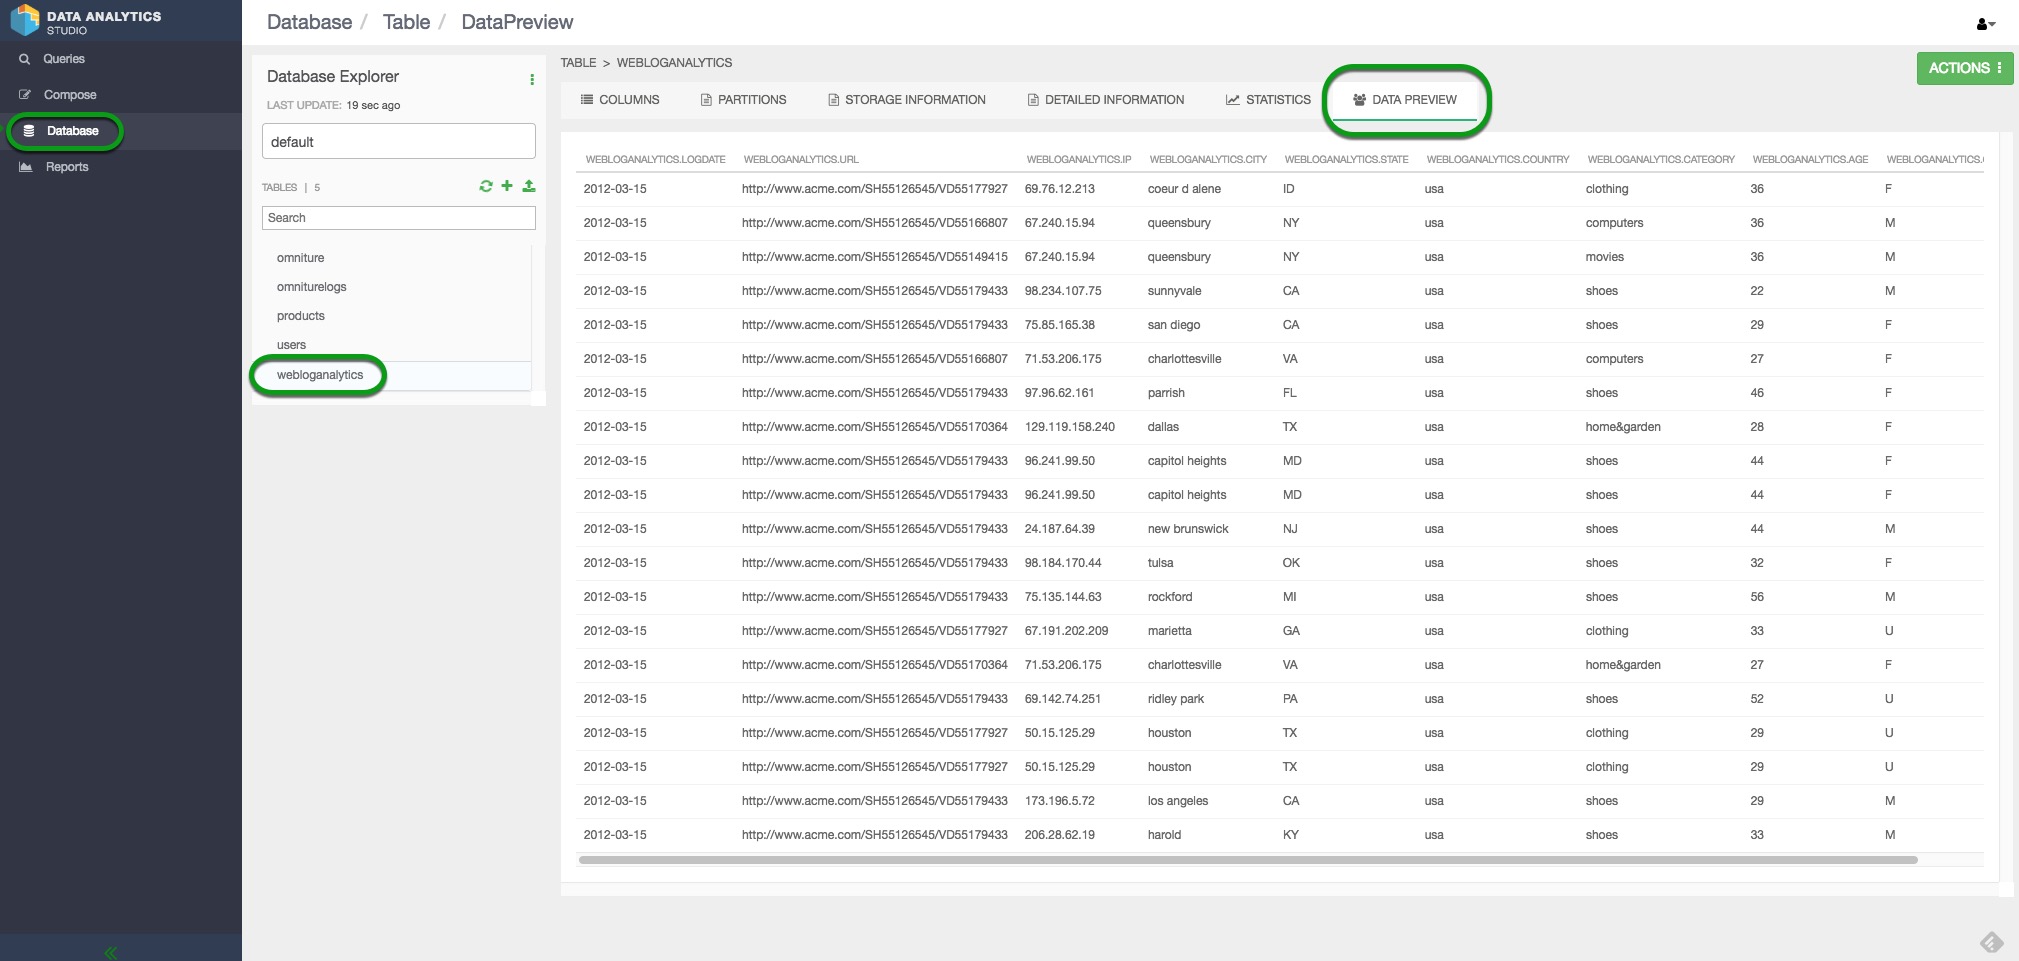 DATA ANALYTICS
STUDIO
Queries
Compose
Database
Reports
Database / Table / DataPreview
Database Explorer
LAST UPDATE: 19 sec ago
default
TABLES | 5
Search
omniture
omniturelogs
products
users
webloganalytics
TABLE > WEBLOGANALYTICS
ACTIONS
COLUMNS PARTITIONS STORAGE INFORMATION DETAILED INFORMATION STATISTICS DATA PREVIEW
WEBLOGANALYTICS.LOGDATE WEBLOGANALYTICS.URL WEBLOGANALYTICS.IP WEBLOGANALYTICS.CITY WEBLOGANALYTICS.STATE WEBLOGANALYTICS.COUNTRY WEBLOGANALYTICS.CATEGORY WEBLOGANALYTICS.AGE WEBLOGANALYTICS.
2012-03-15 http://www.acme.com/SH55126545/VD55177927 69.76.12.213 coeur d alene ID usa clothing 36 F
2012-03-15 http://www.acme.com/SH55126545/VD55166807 67.240.15.94 queensbury NY usa computers 36 M
2012-03-15 http://www.acme.com/SH55126545/VD55149415 67.240.15.94 queensbury NY usa movies 36 M
2012-03-15 http://www.acme.com/SH55126545/VD55179433 98.234.107.75 sunnyvale CA usa shoes 22 M
2012-03-15 http://www.acme.com/SH55126545/VD55179433 75.85.165.38 san diego CA usa shoes 29 F
2012-03-15 http://www.acme.com/SH55126545/VD55166807 71.53.206.175 charlottesville VA usa computers 27 F
2012-03-15 http://www.acme.com/SH55126545/VD55179433 97.96.62.161 parrish FL usa shoes 46 F
2012-03-15 http://www.acme.com/SH55126545/VD55170364 129.119.158.240 dallas TX usa home&garden 28 F
2012-03-15 http://www.acme.com/SH55126545/VD55179433 96.241.99.50 capitol heights MD usa shoes 44 F
2012-03-15 http://www.acme.com/SH55126545/VD55179433 96.241.99.50 capitol heights MD usa shoes 44 F
2012-03-15 http://www.acme.com/SH55126545/VD55179433 24.187.64.39 new brunswick NJ usa shoes 44 M
2012-03-15 http://www.acme.com/SH55126545/VD55179433 98.184.170.44 tulsa OK usa shoes 32 F
2012-03-15 http://www.acme.com/SH55126545/VD55179433 75.135.144.63 rockford MI usa shoes 56 M
2012-03-15 http://www.acme.com/SH55126545/VD55177927 67.191.202.209 marietta GA usa clothing 33 U
2012-03-15 http://www.acme.com/SH55126545/VD55170364 71.53.206.175 charlottesville VA usa home&garden 27 F
2012-03-15 http://www.acme.com/SH55126545/VD55179433 69.142.74.251 ridley park PA usa shoes 52 U
2012-03-15 http://www.acme.com/SH55126545/VD55177927 50.15.125.29 houston TX usa clothing 29 U
2012-03-15 http://www.acme.com/SH55126545/VD55177927 50.15.125.29 houston TX usa clothing 29 U
2012-03-15 http://www.acme.com/SH55126545/VD55179433 173.196.5.72 los angeles CA usa shoes 29 M
2012-03-15 http://www.acme.com/SH55126545/VD55179433 206.28.62.19 harold KY usa shoes 33 M